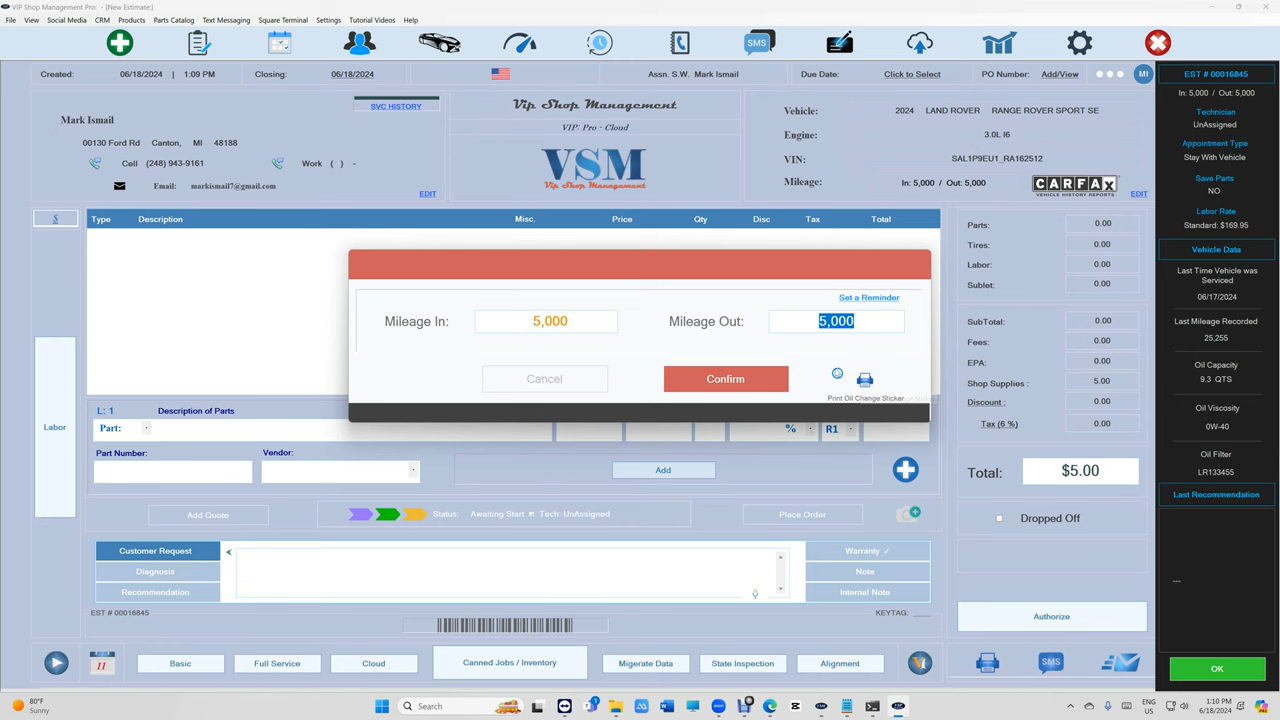 VIP Shop Management Pro: - [New Estimate:]
File View Social Media CRM Products Parts Catalog Text Messaging Square Terminal Settings Tutorial Videos Help
SMS
Created: 06/18/2024 | 1:09 PM Closing: 06/18/2024 Assn. S.W. Mark Ismail Due Date: Click to Select PO Number: Add/View MI
SVC HISTORY
Mark Ismail
00130 Ford Rd Canton, MI 48188
Cell (248) 943-9161 Work ( ) -
Email: markismail7@gmail.com
EDIT
Vip Shop Management
VIP: Pro - Cloud
VSM
Vip Shop Management
Vehicle: 2024 LAND ROVER RANGE ROVER SPORT SE
Engine: 3.0L I6
VIN: SAL1P9EU1_RA162512
Mileage: In: 5,000 / Out: 5,000
CARFAX
VEHICLE HISTORY REPORTS
EDIT
$ Type Description Misc. Price Qty Disc Tax Total
Set a Reminder
Mileage In: 5,000 Mileage Out: 5,000
Cancel Confirm
Print Oil Change Sticker
L: 1 Description of Parts
Labor
Part: % R1
Part Number: Vendor:
Add
Add Quote Status: Awaiting Start Tech: UnAssigned Place Order
Customer Request
Diagnosis
Recommendation
Warranty ✓
Note
Internal Note
EST # 00016845 KEYTAG: ____
11 Basic Full Service Cloud Canned Jobs / Inventory Migerate Data State Inspection Alignment
Parts: 0.00
Tires: 0.00
Labor: 0.00
Sublet: 0.00
SubTotal: 0.00
Fees: 0.00
EPA: 0.00
Shop Supplies : 5.00
Discount : 0.00
Tax (6 %) 0.00
Total: $5.00
Dropped Off
Authorize
SMS
EST # 00016845
In: 5,000 / Out: 5,000
Technician
UnAssigned
Appointment Type
Stay With Vehicle
Save Parts
NO
Labor Rate
Standard: $169.95
Vehicle Data
Last Time Vehicle was
Serviced
06/17/2024
Last Mileage Recorded
25,255
Oil Capacity
9.3 QTS
Oil Viscosity
0W-40
Oil Filter
LR133455
Last Recommendation
---
OK
80°F
Sunny
Search
ENG
US
1:10 PM
6/18/2024